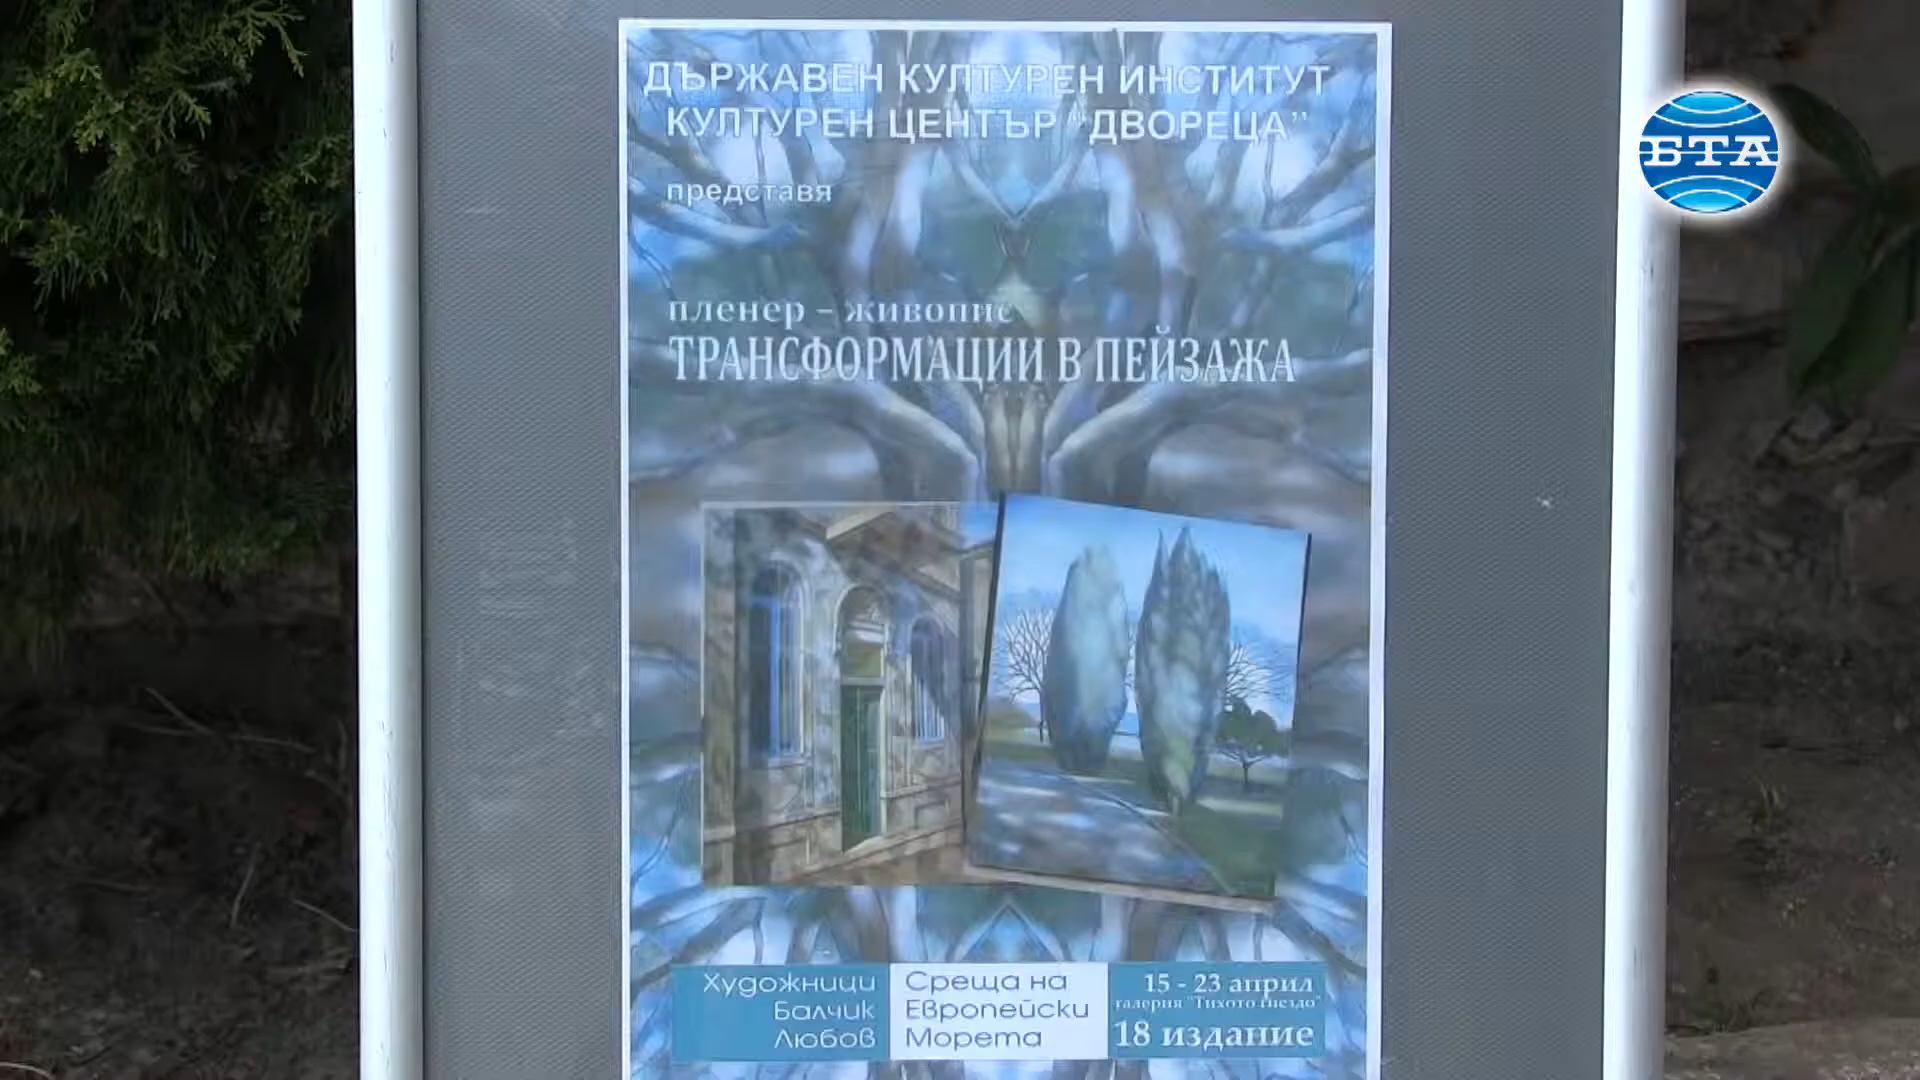 ДЪРЖАВЕН КУЛТУРЕН ИНСТИТУТ
КУЛТУРЕН ЦЕНТЪР "ДВОРЕЦА"
представя
пленер – живопис
ТРАНСФОРМАЦИИ В ПЕЙЗАЖА
Художници
Балчик
Любов
Среща на
Европейски
Морета
15 - 23 април
галерия "Тихото гнездо"
18 издание
БТА